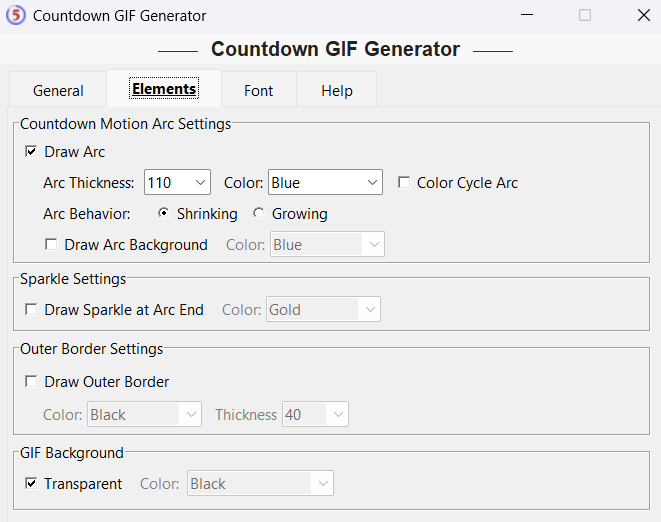 5 Countdown GIF Generator
Countdown GIF Generator
General Elements Font Help
Countdown Motion Arc Settings
Draw Arc
Arc Thickness: 110 Color: Blue Color Cycle Arc
Arc Behavior: Shrinking Growing
Draw Arc Background Color: Blue
Sparkle Settings
Draw Sparkle at Arc End Color: Gold
Outer Border Settings
Draw Outer Border
Color: Black Thickness 40
GIF Background
Transparent Color: Black